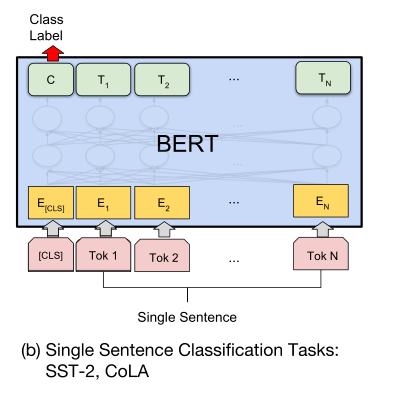 Class
Label
C T1 T2 ... TN
BERT
E[CLS] E1 E2 ... EN
[CLS] Tok 1 Tok 2 ... Tok N
Single Sentence
(b) Single Sentence Classification Tasks:
SST-2, CoLA